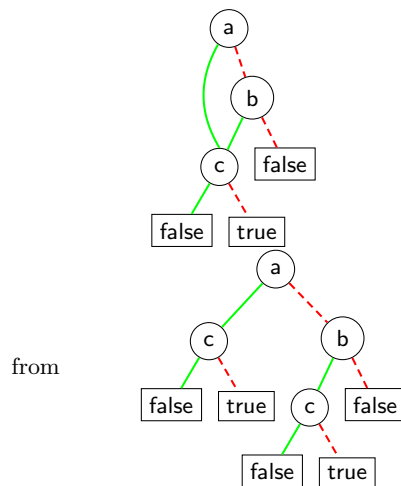 a
b
c
false
false true
a
c b
from
false true c false
false true